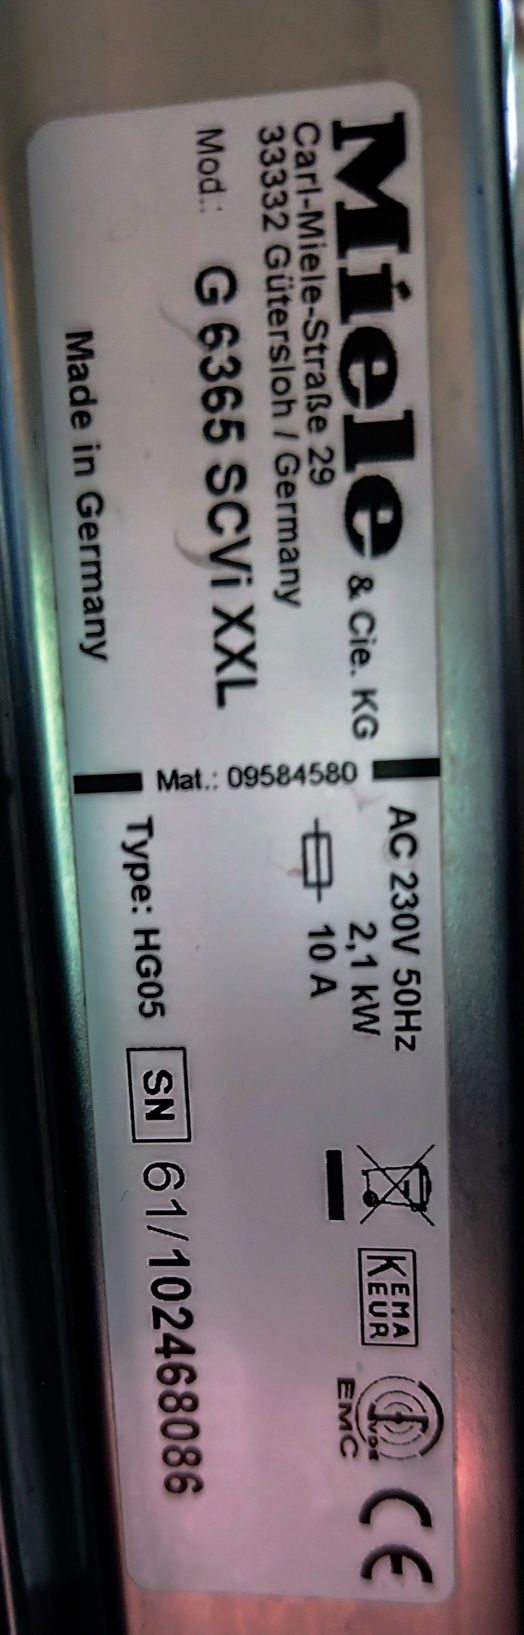 Miele & Cie. KG
Carl-Miele-Straße 29
33332 Gütersloh / Germany
Mod.: G 6365 SCVi XXL
Made in Germany
Mat.: 09584580
AC 230V 50Hz
2,1 kW
10 A
Type: HG05 SN 61/102468086
KEMA
KEUR
VDE
EMC
CE